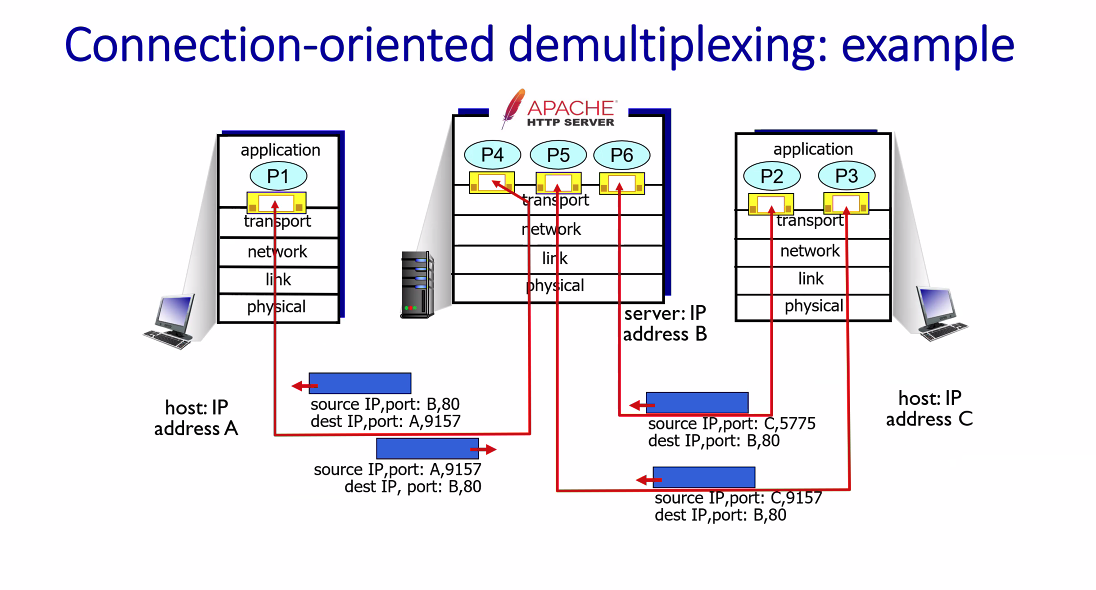 Connection-oriented demultiplexing: example
APACHE
HTTP SERVER
application
P1
transport
network
link
physical
P4
P5
P6
transport
network
link
physical
application
P2
P3
transport
network
link
physical
server: IP
address B
host: IP
address A
host: IP
address C
source IP,port: B,80
dest IP,port: A,9157
source IP,port: A,9157
dest IP, port: B,80
source IP,port: C,5775
dest IP,port: B,80
source IP,port: C,9157
dest IP,port: B,80